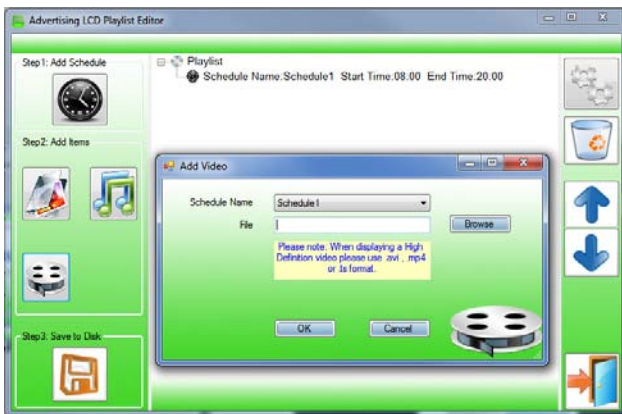 Advertising LCD Playlist Editor
Step1: Add Schedule
Playlist
Schedule Name:Schedule1 Start Time:08.00 End Time:20.00
Step2: Add Items
Add Video
Schedule Name
Schedule1
File
Browse
Please note: When displaying a High
Defintion video please use .avi , .mp4
or .ts format.
OK
Cancel
Step3: Save to Disk